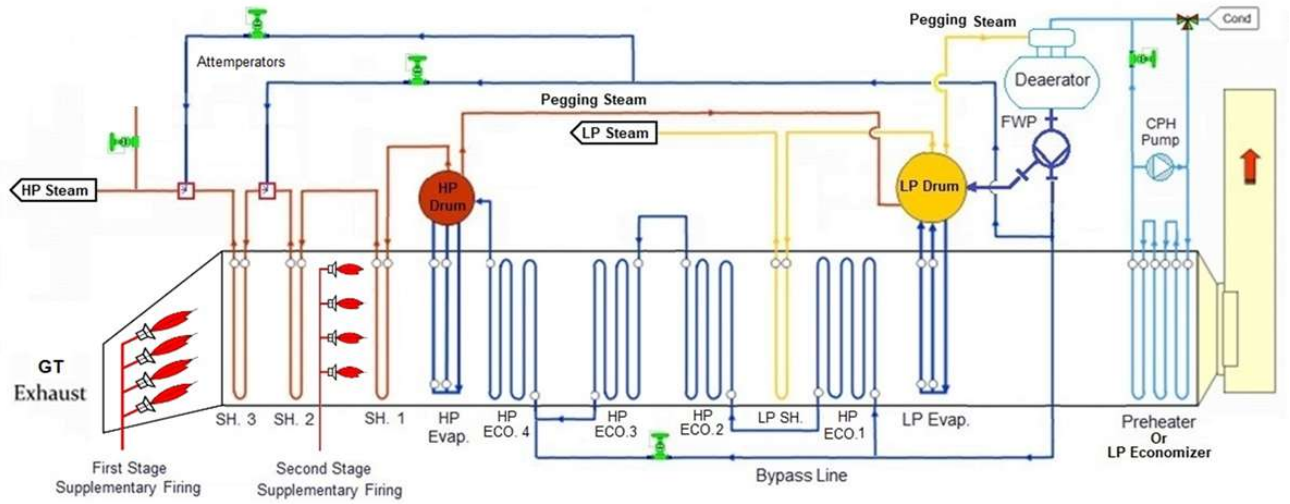 Pegging Steam
Cond
Attemperators
Deaerator
Pegging Steam
LP Steam
FWP
CPH
Pump
HP Steam
HP
Drum
LP Drum
GT
Exhaust
SH. 3
SH. 2
SH. 1
HP
Evap.
HP
ECO. 4
HP
ECO.3
HP
ECO.2
LP SH.
HP
ECO.1
LP Evap.
Preheater
Or
LP Economizer
First Stage
Supplementary Firing
Second Stage
Supplementary Firing
Bypass Line